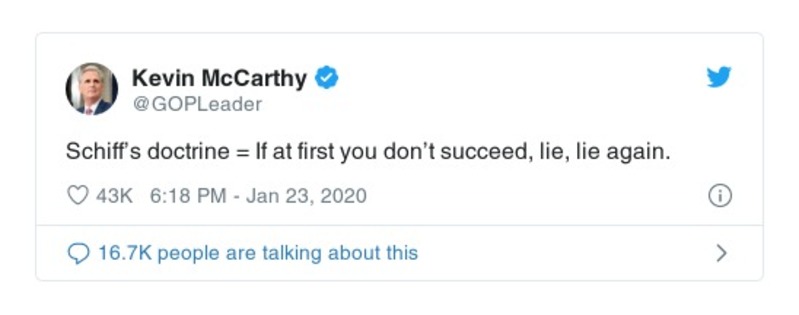 Kevin McCarthy
@GOPLeader
Schiff's doctrine = If at first you don't succeed, lie, lie again.
43K 6:18 PM - Jan 23, 2020
16.7K people are talking about this